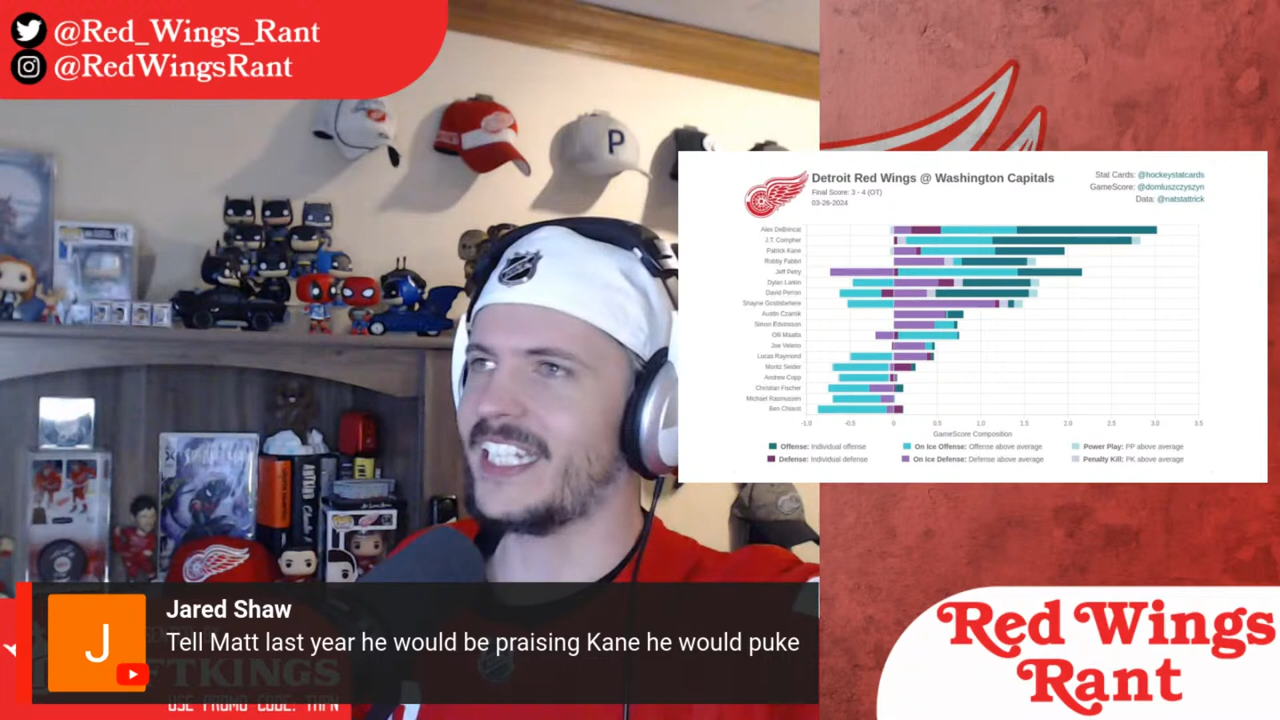 @Red_Wings_Rant
@RedWingsRant
P
Detroit Red Wings @ Washington Capitals
Final Score: 3 - 4 (OT)
03-26-2024
Stat Cards: @hockeystatcards
GameScore: @domluszczyszyn
Data: @natstattrick
Alex DeBrincat
J.T. Compher
Patrick Kane
Robby Fabbri
Jeff Petry
Dylan Larkin
David Perron
Shayne Gostisbehere
Austin Czarnik
Simon Edvinsson
Olli Maatta
Joe Veleno
Lucas Raymond
Moritz Seider
Andrew Copp
Christian Fischer
Michael Rasmussen
Ben Chiarot
-1.0 -0.5 0 0.5 1.0 1.5 2.0 2.5 3.0 3.5
GameScore Composition
Offense: Individual offense
On Ice Offense: Offense above average
Power Play: PP above average
Defense: Individual defense
On Ice Defense: Defense above average
Penalty Kill: PK above average
J
Jared Shaw
Tell Matt last year he would be praising Kane he would puke
FTKINGS
USE PROMO CODE: THPN
Red Wings
Rant